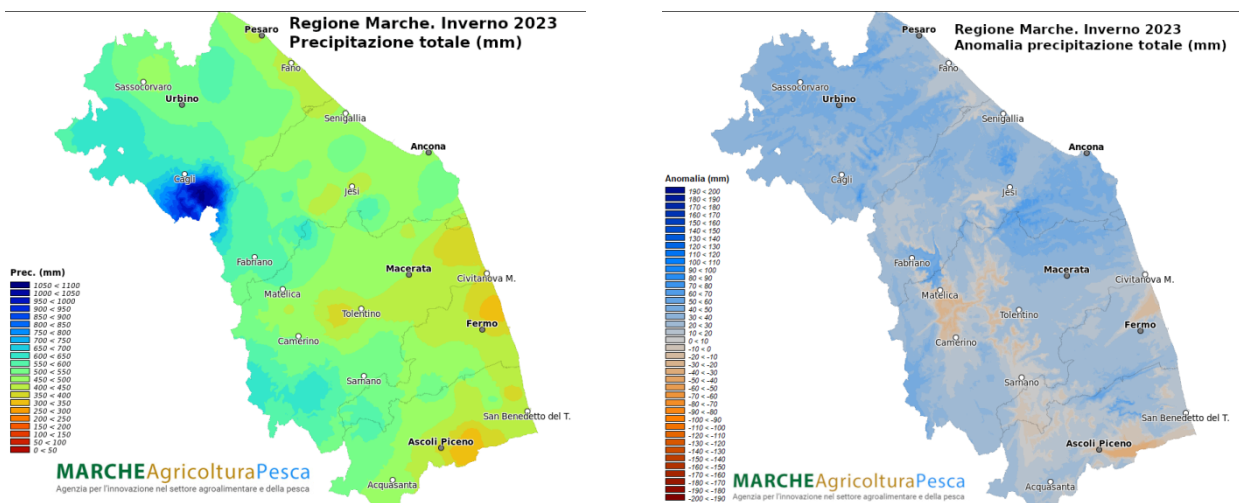 Regione Marche. Inverno 2023
Precipitazione totale (mm)
Pesaro
Fano
Sassocorvaro
Urbino
Senigallia
Ancona
Cagli
Jesi
Fabriano
Macerata
Civitanova M.
Matelica
Tolentino
Fermo
Camerino
Sarnano
San Benedetto del T.
Ascoli Piceno
Acquasanta
Prec. (mm)
1050 < 1100
1000 < 1050
950 < 1000
900 < 950
850 < 900
800 < 850
750 < 800
700 < 750
650 < 700
600 < 650
550 < 600
500 < 550
450 < 500
400 < 450
350 < 400
300 < 350
250 < 300
200 < 250
150 < 200
100 < 150
50 < 100
0 < 50
MARCHEAgricolturaPesca
Agenzia per l'innovazione nel settore agroalimentare e della pesca
Regione Marche. Inverno 2023
Anomalia precipitazione totale (mm)
Pesaro
Fano
Sassocorvaro
Urbino
Senigallia
Ancona
Cagli
Jesi
Fabriano
Macerata
Civitanova M.
Matelica
Tolentino
Fermo
Camerino
Sarnano
San Benedetto del T.
Ascoli Piceno
Acquasanta
Anomalia (mm)
190 < 200
180 < 190
170 < 180
160 < 170
150 < 160
140 < 150
130 < 140
120 < 130
110 < 120
100 < 110
90 < 100
80 < 90
70 < 80
60 < 70
50 < 60
40 < 50
30 < 40
20 < 30
10 < 20
0 < 10
-10 < 0
-20 < -10
-30 < -20
-40 < -30
-50 < -40
-60 < -50
-70 < -60
-80 < -70
-90 < -80
-100 < -90
-110 < -100
-120 < -110
-130 < -120
-140 < -130
-150 < -140
-160 < -150
-170 < -160
-180 < -170
-190 < -180
-200 < -190
MARCHEAgricolturaPesca
Agenzia per l'innovazione nel settore agroalimentare e della pesca